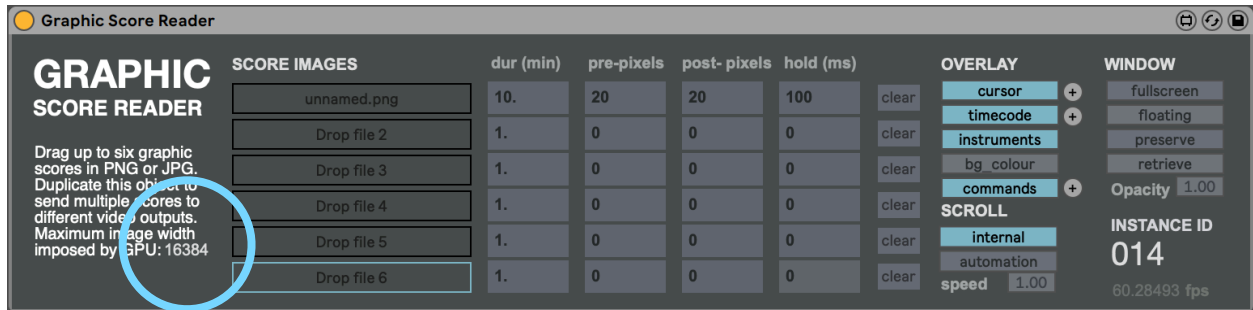 Graphic Score Reader
GRAPHIC
SCORE READER
Drag up to six graphic
scores in PNG or JPG.
Duplicate this object to
send multiple scores to
different video outputs.
Maximum image width
imposed by GPU: 16384
SCORE IMAGES dur (min) pre-pixels post- pixels hold (ms)
unnamed.png 10. 20 20 100 clear
Drop file 2 1. 0 0 0 clear
Drop file 3 1. 0 0 0 clear
Drop file 4 1. 0 0 0 clear
Drop file 5 1. 0 0 0 clear
Drop file 6 1. 0 0 0 clear
OVERLAY
cursor +
timecode +
instruments
bg_colour
commands +
SCROLL
internal
automation
speed 1.00
WINDOW
fullscreen
floating
preserve
retrieve
Opacity 1.00
INSTANCE ID
014
60.28493 fps